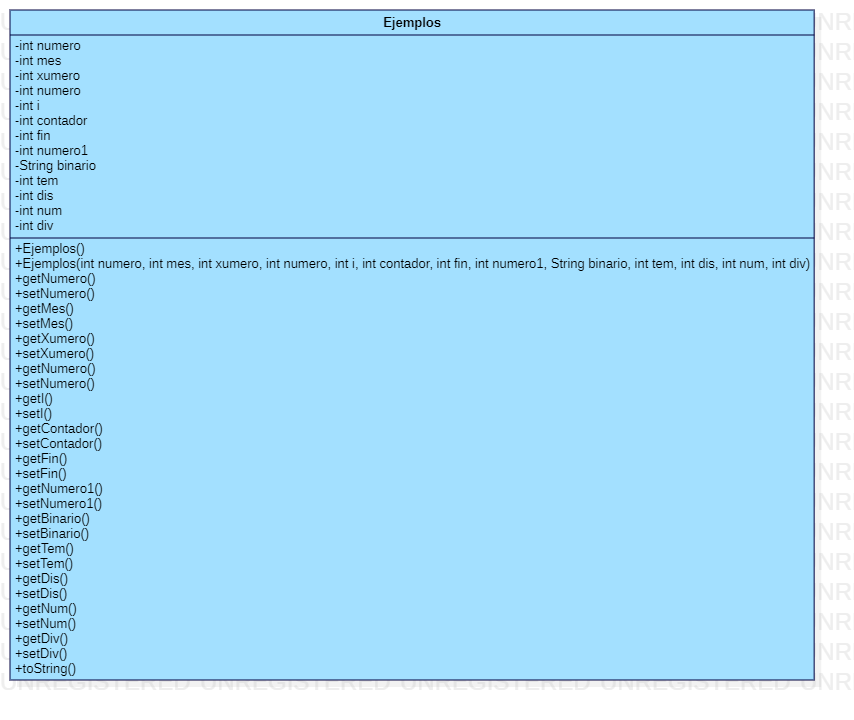 Ejemplos
-int numero
-int mes
-int xumero
-int numero
-int i
-int contador
-int fin
-int numero1
-String binario
-int tem
-int dis
-int num
-int div
+Ejemplos()
+Ejemplos(int numero, int mes, int xumero, int numero, int i, int contador, int fin, int numero1, String binario, int tem, int dis, int num, int div)
+getNumero()
+setNumero()
+getMes()
+setMes()
+getXumero()
+setXumero()
+getNumero()
+setNumero()
+getI()
+setI()
+getContador()
+setContador()
+getFin()
+setFin()
+getNumero1()
+setNumero1()
+getBinario()
+setBinario()
+getTem()
+setTem()
+getDis()
+setDis()
+getNum()
+setNum()
+getDiv()
+setDiv()
+toString()
UNREGISTERED UNREGISTERED UNREGISTERED UNREGISTERED UNR